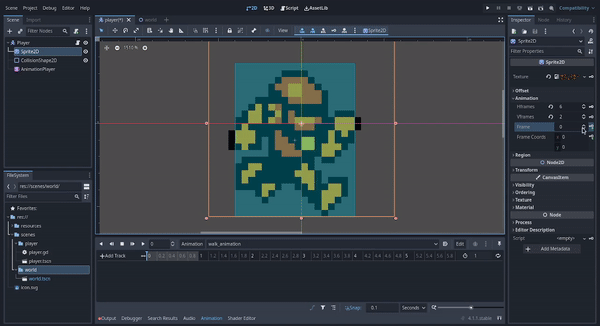 Scene Project Debug Editor Help
2D 3D Script AssetLib
Compatibility
Scene Import
player(*) world
Inspector Node History
Filter Nodes
View
Sprite2D
Sprite2D
Player
Filter Properties
Sprite2D
CollisionShape2D
AnimationPlayer
Sprite2D
Texture
Offset
Animation
Hframes 6
Vframes 2
Frame 0
Frame Coords x 0
y 0
Region
Node2D
Transform
CanvasItem
Visibility
Ordering
Texture
Material
Node
Process
Editor Description
Script <empty>
Add Metadata
FileSystem
res://scenes/world/
Filter Files
Favorites:
res://
resources
scenes
player
player.gd
player.tscn
world
world.tscn
icon.svg
0 Animation walk_animation Edit
Add Track
Snap: 0.1 Seconds
Output Debugger Search Results Audio Animation Shader Editor
4.1.1.stable